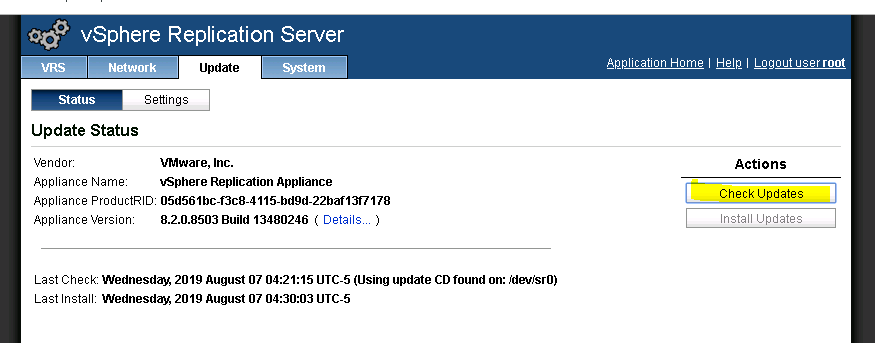 vSphere Replication Server
VRS Network Update System
Application Home | Help | Logout user root
Status Settings
Update Status
Vendor: VMware, Inc.
Appliance Name: vSphere Replication Appliance
Appliance ProductRID: 05d561bc-f3c8-4115-bd9d-22baf13f7178
Appliance Version: 8.2.0.8503 Build 13480246 ( Details... )
Actions
Check Updates
Install Updates
Last Check: Wednesday, 2019 August 07 04:21:15 UTC-5 (Using update CD found on: /dev/sr0)
Last Install: Wednesday, 2019 August 07 04:30:03 UTC-5